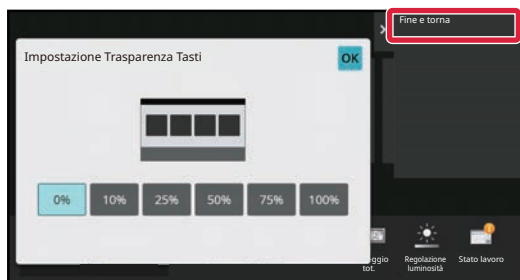 Fine e torna
Impostazione Trasparenza Tasti
OK
0% 10% 25% 50% 75% 100%
tot.
Regolazione
luminosità
Stato lavoro